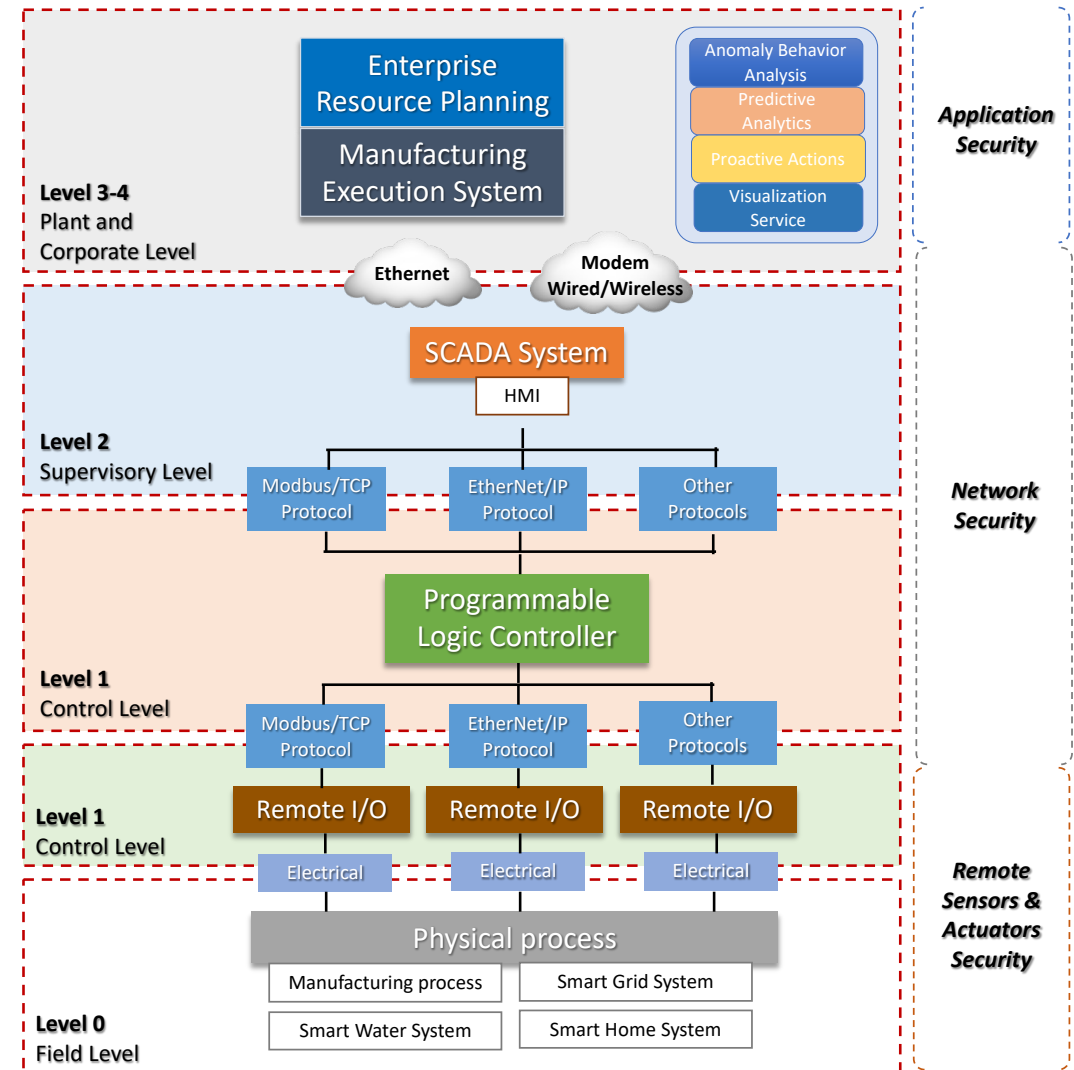 Enterprise
Resource Planning
Manufacturing
Execution System
Anomaly Behavior
Analysis
Predictive
Analytics
Proactive Actions
Visualization
Service
Application
Security
Level 3-4
Plant and
Corporate Level
Ethernet
Modem
Wired/Wireless
SCADA System
HMI
Level 2
Supervisory Level
Modbus/TCP
Protocol
EtherNet/IP
Protocol
Other
Protocols
Network
Security
Programmable
Logic Controller
Level 1
Control Level
Modbus/TCP
Protocol
EtherNet/IP
Protocol
Other
Protocols
Level 1
Control Level
Remote I/O
Remote I/O
Remote I/O
Electrical
Electrical
Electrical
Remote
Sensors &
Actuators
Security
Physical process
Manufacturing process
Smart Grid System
Smart Water System
Smart Home System
Level 0
Field Level